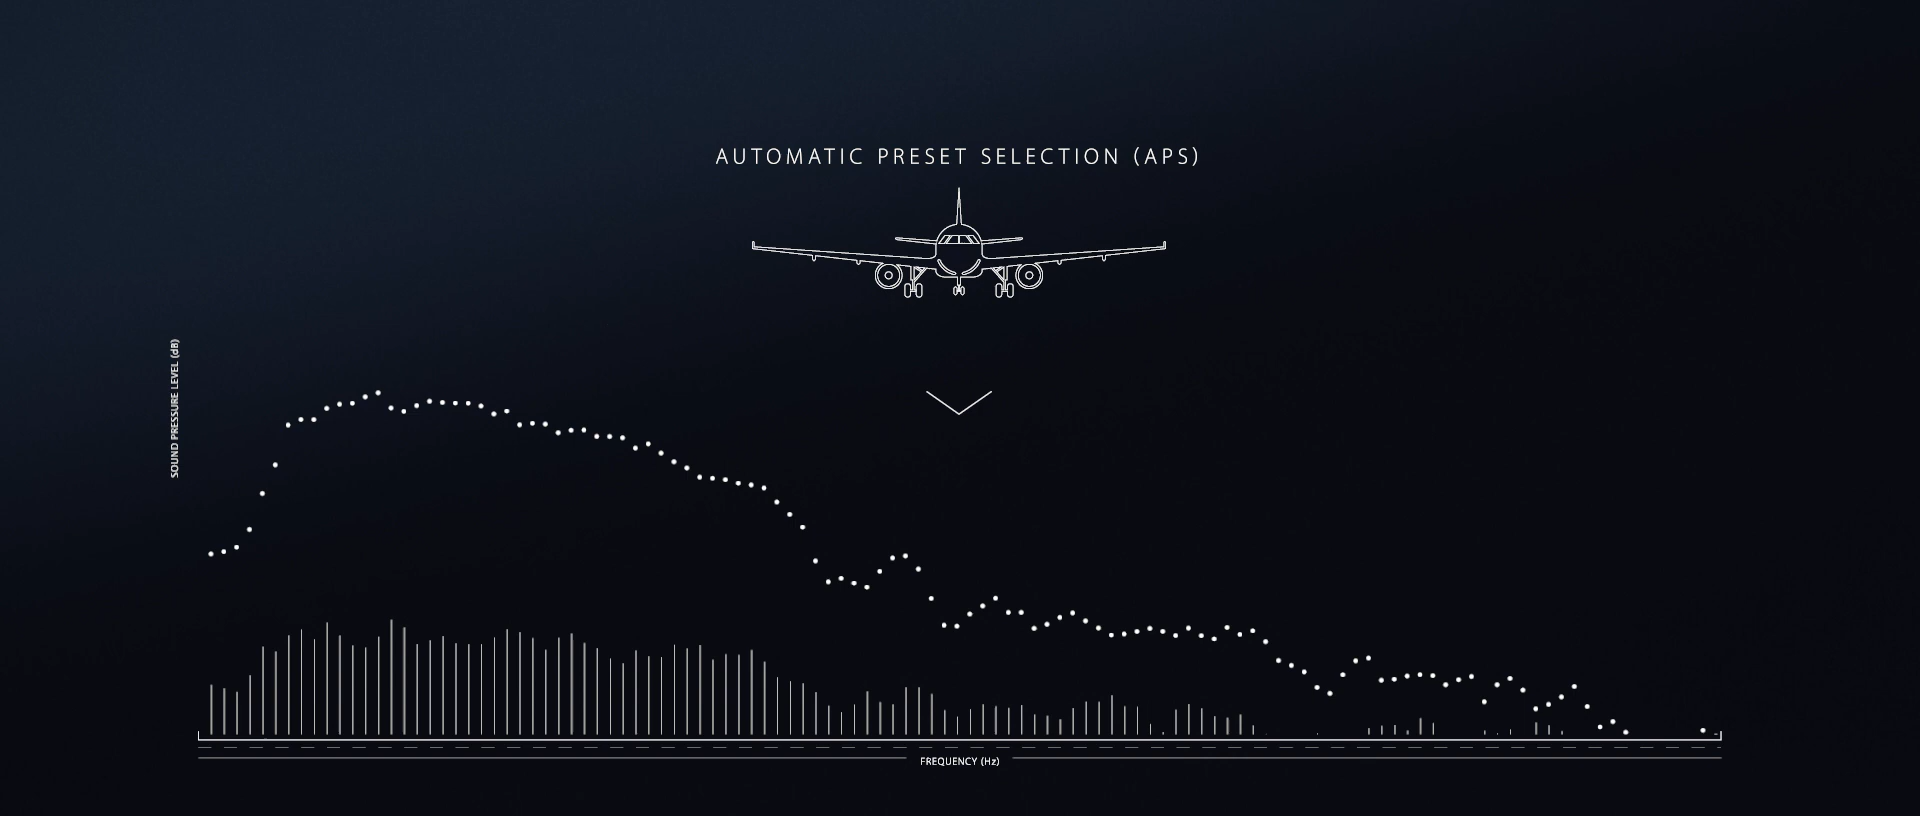 AUTOMATIC PRESET SELECTION (APS)
SOUND PRESSURE LEVEL (dB)
FREQUENCY (Hz)